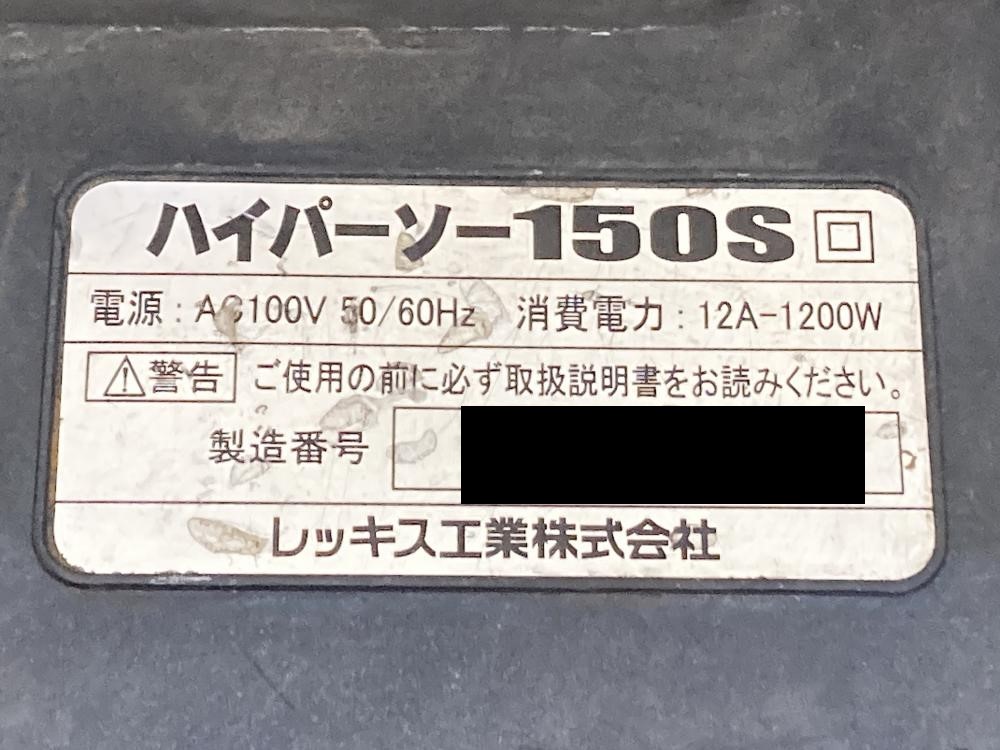 ハイパーソー150S
電源：AC100V 50/60Hz　消費電力：12A-1200W
警告 ご使用の前に必ず取扱説明書をお読みください。
製造番号
レッキス工業株式会社